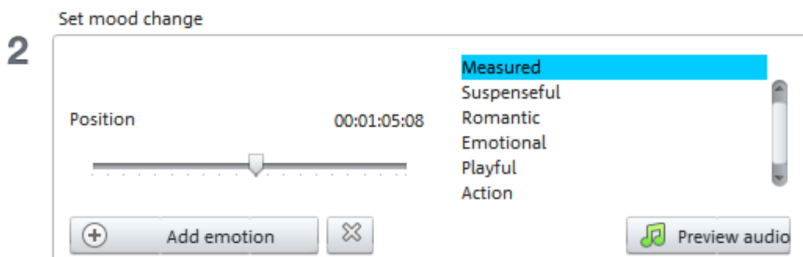 Set mood change
2
Position 00:01:05:08
Measured
Suspenseful
Romantic
Emotional
Playful
Action
Add emotion
Preview audio